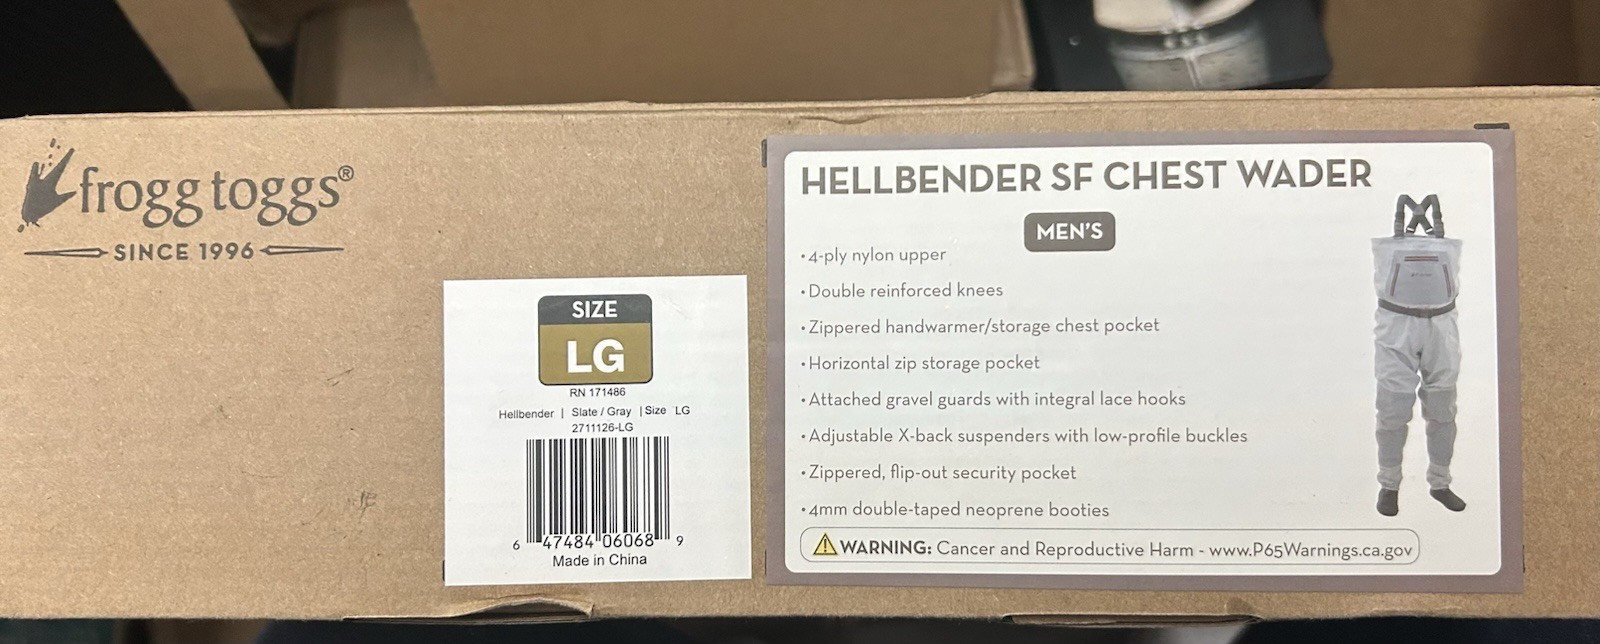 frogg toggs®
SINCE 1996
SIZE
LG
RN 171486
Hellbender | Slate / Gray | Size LG
2711126-LG
6 47484 06068 9
Made in China
HELLBENDER SF CHEST WADER
MEN'S
•4-ply nylon upper
•Double reinforced knees
•Zippered handwarmer/storage chest pocket
•Horizontal zip storage pocket
•Attached gravel guards with integral lace hooks
•Adjustable X-back suspenders with low-profile buckles
•Zippered, flip-out security pocket
•4mm double-taped neoprene booties
WARNING: Cancer and Reproductive Harm - www.P65Warnings.ca.gov